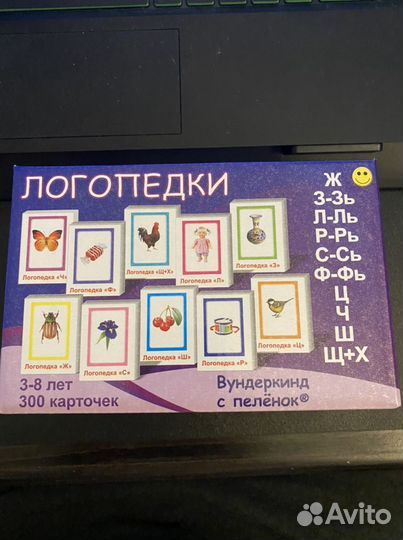 ЛОГОПЕДКИ
Ж
З-Зь
Л-Ль
Р-Рь
С-Сь
Ф-Фь
Ц
Ч
Ш
Щ+Х
Логопедка «Ч»
Логопедка «Ф»
Логопедка «Щ+Х»
Логопедка «Л»
Логопедка «З»
Логопедка «Ж»
Логопедка «С»
Логопедка «Ш»
Логопедка «Р»
Логопедка «Ц»
3-8 лет
300 карточек
Вундеркинд
с пелёнок®
Avito